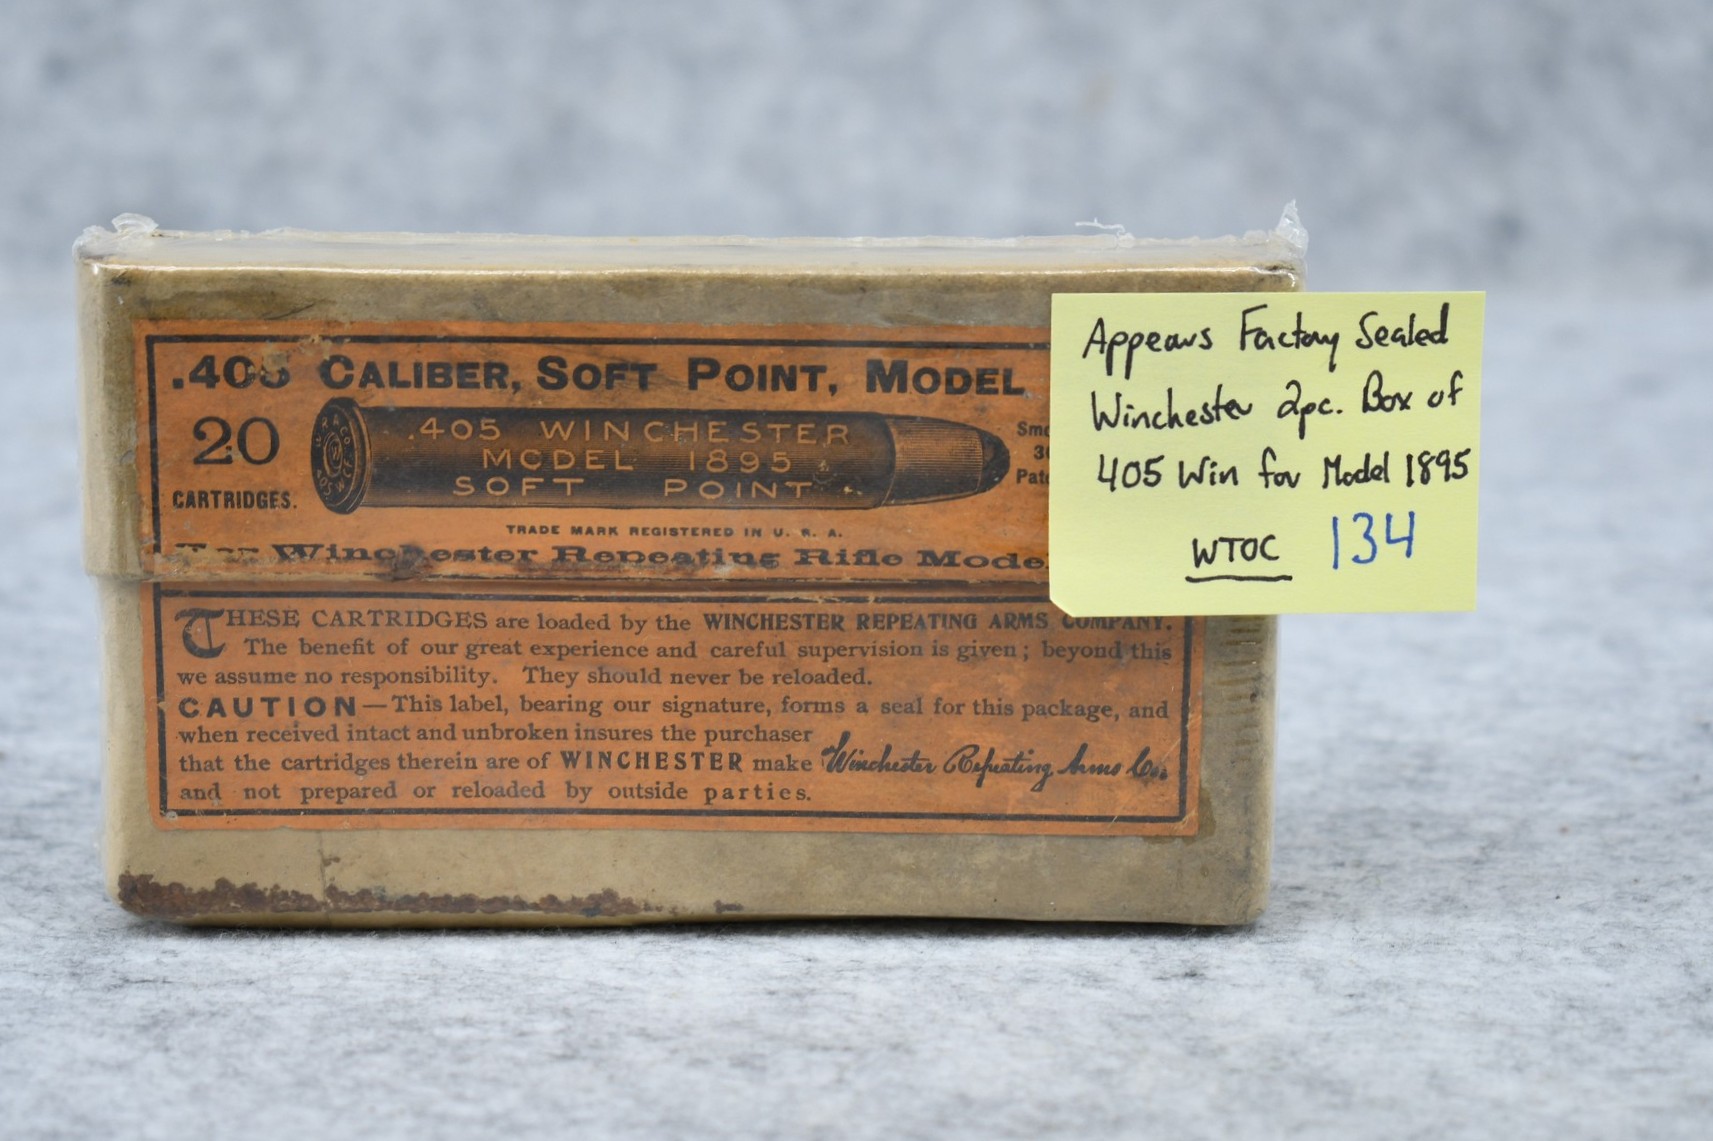 .405 CALIBER, SOFT POINT, MODEL
20
CARTRIDGES.
.405 WINCHESTER
MODEL 1895
SOFT POINT
TRADE MARK REGISTERED IN U. S. A.
For Winchester Repeating Rifle Model
THESE CARTRIDGES are loaded by the WINCHESTER REPEATING ARMS COMPANY.
The benefit of our great experience and careful supervision is given; beyond this
we assume no responsibility. They should never be reloaded.
CAUTION—This label, bearing our signature, forms a seal for this package, and
when received intact and unbroken insures the purchaser
that the cartridges therein are of WINCHESTER make Winchester Repeating Arms Co.
and not prepared or reloaded by outside parties.
Appears Factory Sealed
Winchester 2pc. Box of
405 Win for Model 1895
WTOC 134